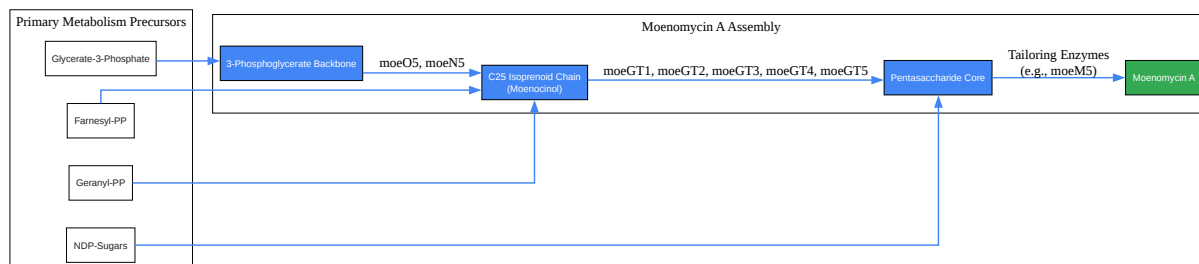 Primary Metabolism Precursors
Glycerate-3-Phosphate
Farnesyl-PP
Geranyl-PP
NDP-Sugars
Moenomycin A Assembly
3-Phosphoglycerate Backbone
moeO5, moeN5
C25 Isoprenoid Chain
(Moenocinol)
moeGT1, moeGT2, moeGT3, moeGT4, moeGT5
Pentasaccharide Core
Tailoring Enzymes
(e.g., moeM5)
Moenomycin A